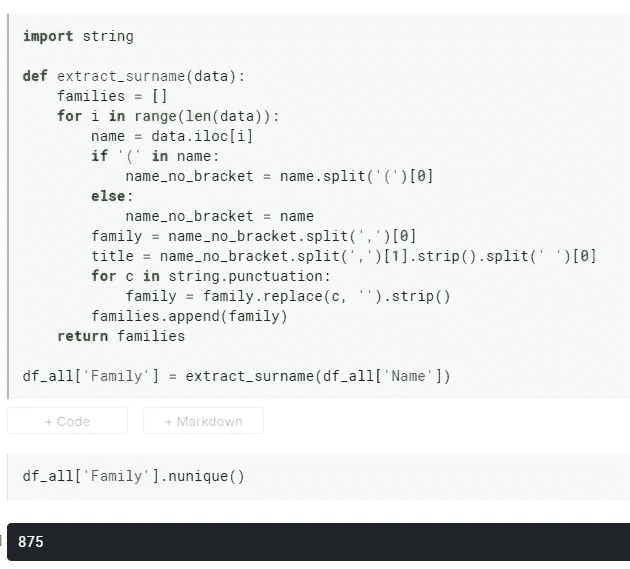 import string
def extract_surname(data):
    families = []
    for i in range(len(data)):
        name = data.iloc[i]
        if '(' in name:
            name_no_bracket = name.split('(')[0]
        else:
            name_no_bracket = name
        family = name_no_bracket.split(',')[0]
        title = name_no_bracket.split(',')[1].strip().split(' ')[0]
        for c in string.punctuation:
            family = family.replace(c, '').strip()
        families.append(family)
    return families
df_all['Family'] = extract_surname(df_all['Name'])
+ Code + Markdown
df_all['Family'].nunique()
875